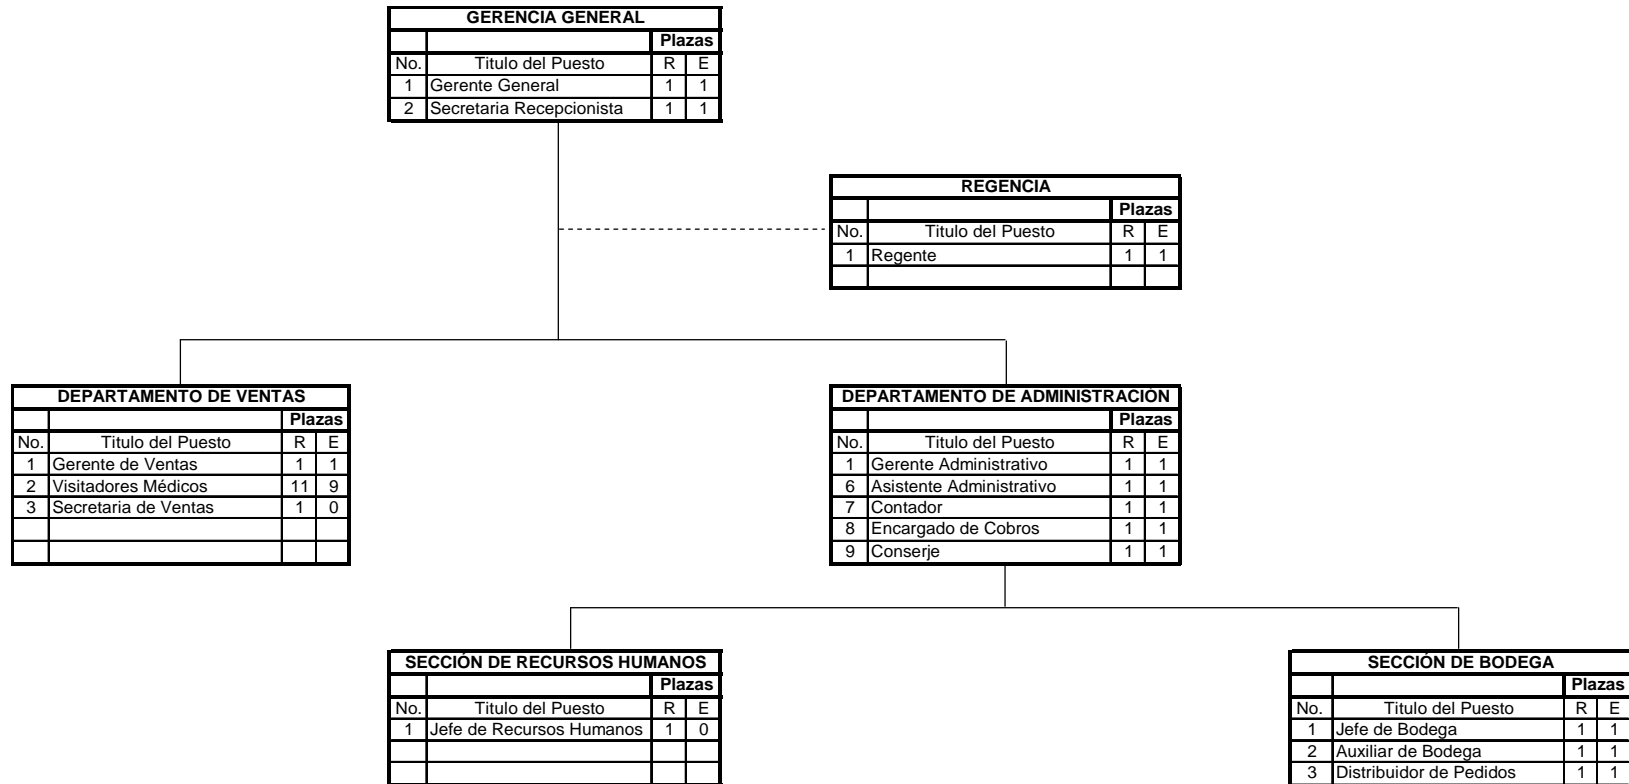 GERENCIA GENERAL
Plazas
No. Titulo del Puesto R E
1 Gerente General 1 1
2 Secretaria Recepcionista 1 1
REGENCIA
Plazas
No. Titulo del Puesto R E
1 Regente 1 1
DEPARTAMENTO DE VENTAS
Plazas
No. Titulo del Puesto R E
1 Gerente de Ventas 1 1
2 Visitadores Médicos 11 9
3 Secretaria de Ventas 1 0
DEPARTAMENTO DE ADMINISTRACIÓN
Plazas
No. Titulo del Puesto R E
1 Gerente Administrativo 1 1
6 Asistente Administrativo 1 1
7 Contador 1 1
8 Encargado de Cobros 1 1
9 Conserje 1 1
SECCIÓN DE RECURSOS HUMANOS
Plazas
No. Titulo del Puesto R E
1 Jefe de Recursos Humanos 1 0
SECCIÓN DE BODEGA
Plazas
No. Titulo del Puesto R E
1 Jefe de Bodega 1 1
2 Auxiliar de Bodega 1 1
3 Distribuidor de Pedidos 1 1